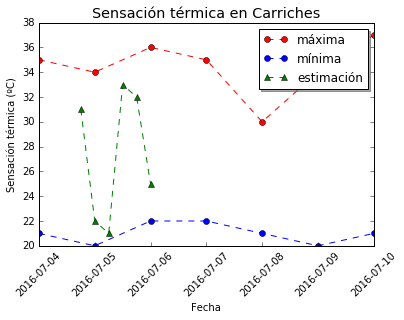 Sensación térmica en Carriches
Sensación térmica (ºC)
38
36
34
32
30
28
26
24
22
20
máxima
mínima
estimación
2016-07-04
2016-07-05
2016-07-06
2016-07-07
2016-07-08
2016-07-09
2016-07-10
Fecha